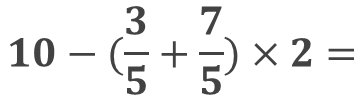 10 − (3/5 + 7/5) × 2 =